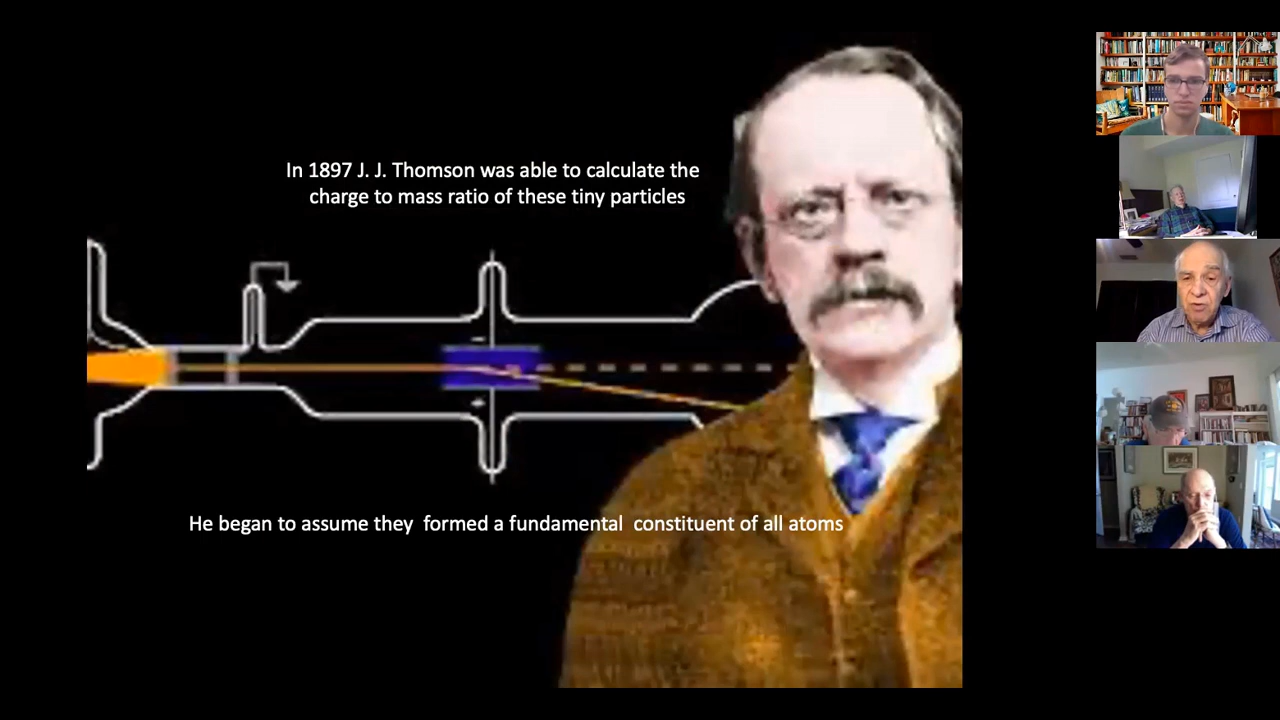 In 1897 J. J. Thomson was able to calculate the
charge to mass ratio of these tiny particles
He began to assume they  formed a fundamental  constituent of all atoms